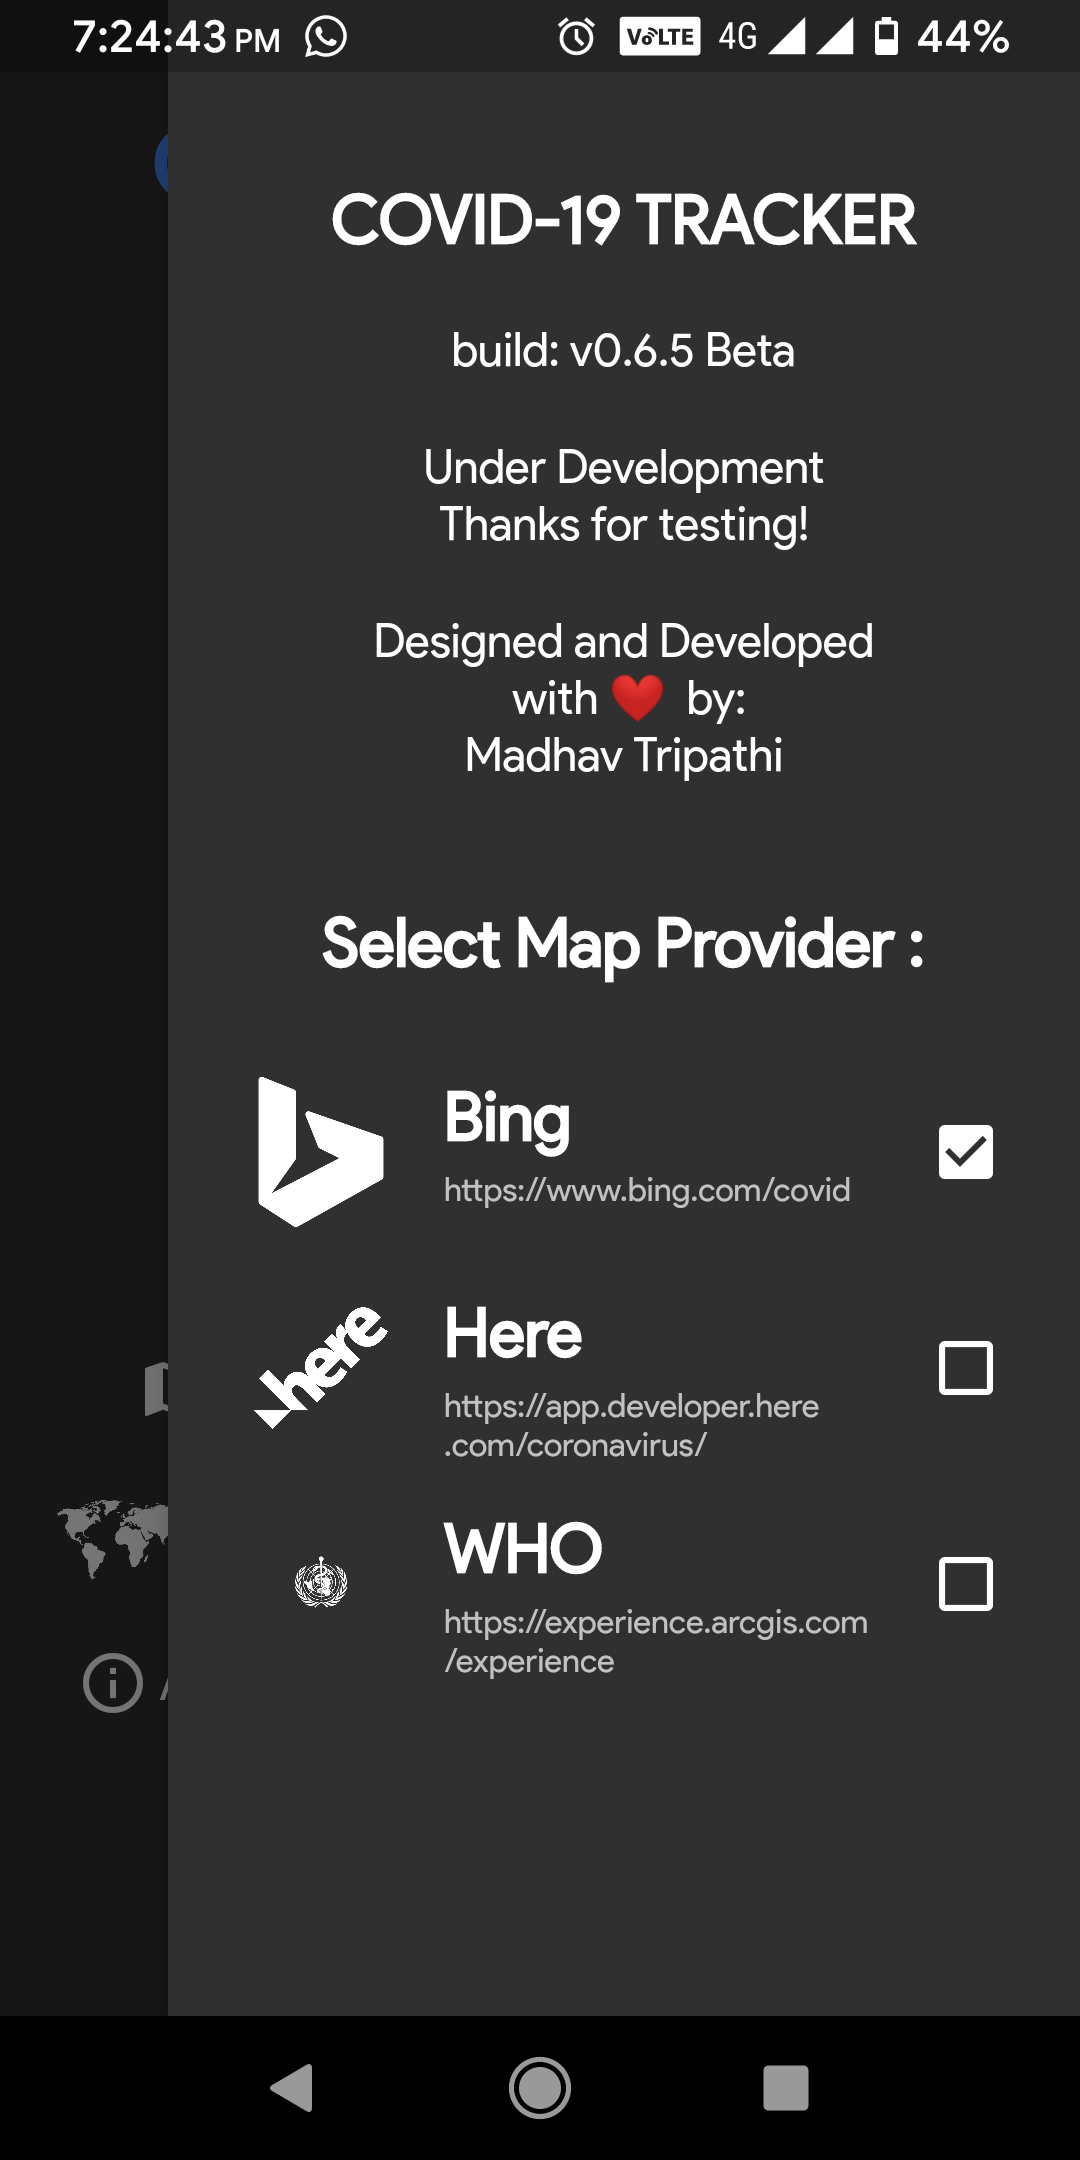 7:24:43 PM VoLTE 4G 44%
COVID-19 TRACKER
build: v0.6.5 Beta
Under Development
Thanks for testing!
Designed and Developed
with ❤️ by:
Madhav Tripathi
Select Map Provider :
Bing
https://www.bing.com/covid
here
Here
https://app.developer.here
.com/coronavirus/
WHO
https://experience.arcgis.com
/experience